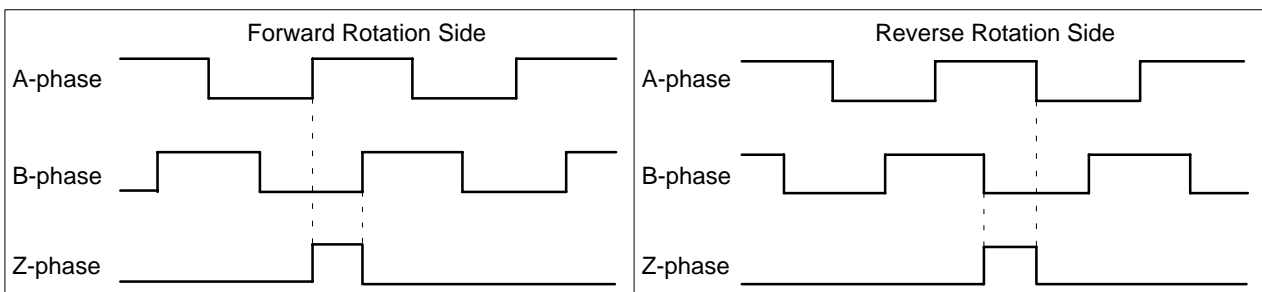 Forward Rotation Side
A-phase
B-phase
Z-phase
Reverse Rotation Side
A-phase
B-phase
Z-phase